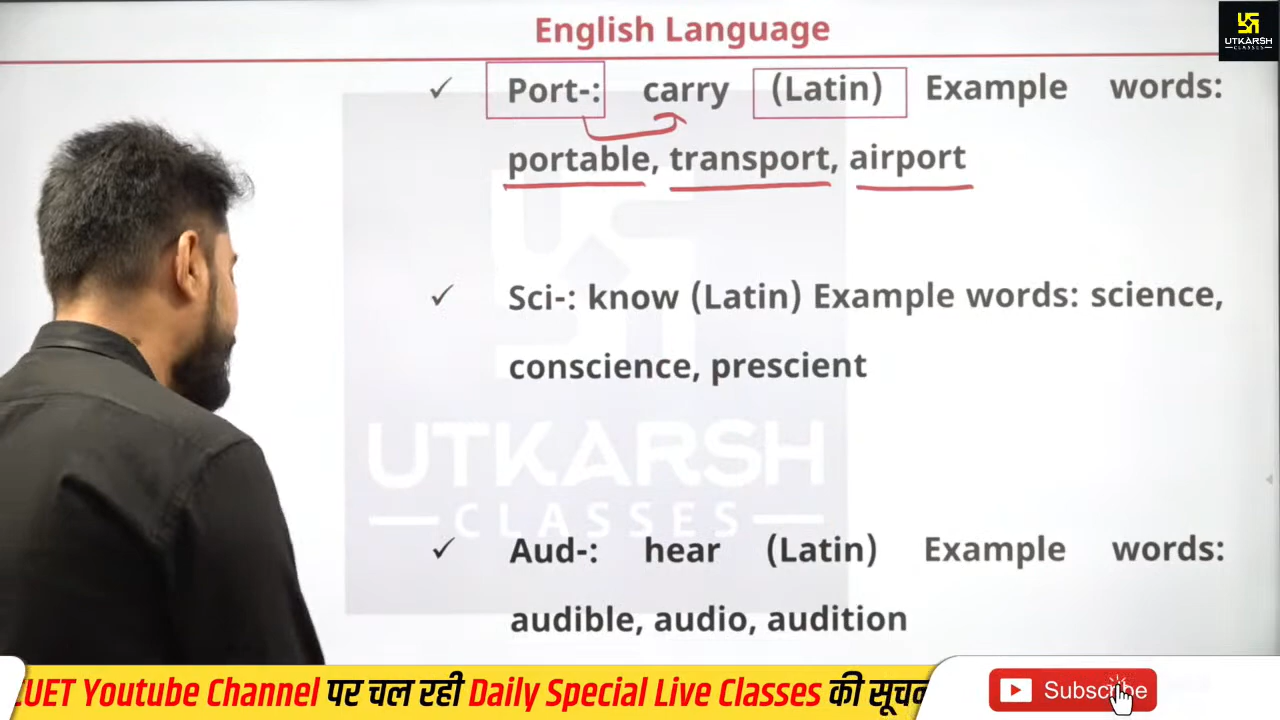 English Language
UTKARSH
CLASSES
✓ Port-: carry (Latin) Example words:
portable, transport, airport
✓ Sci-: know (Latin) Example words: science,
conscience, prescient
UTKARSH
CLASSES
✓ Aud-: hear (Latin) Example words:
audible, audio, audition
Youtube Channel पर चल रही Daily Special Live Classes की
Subscribe